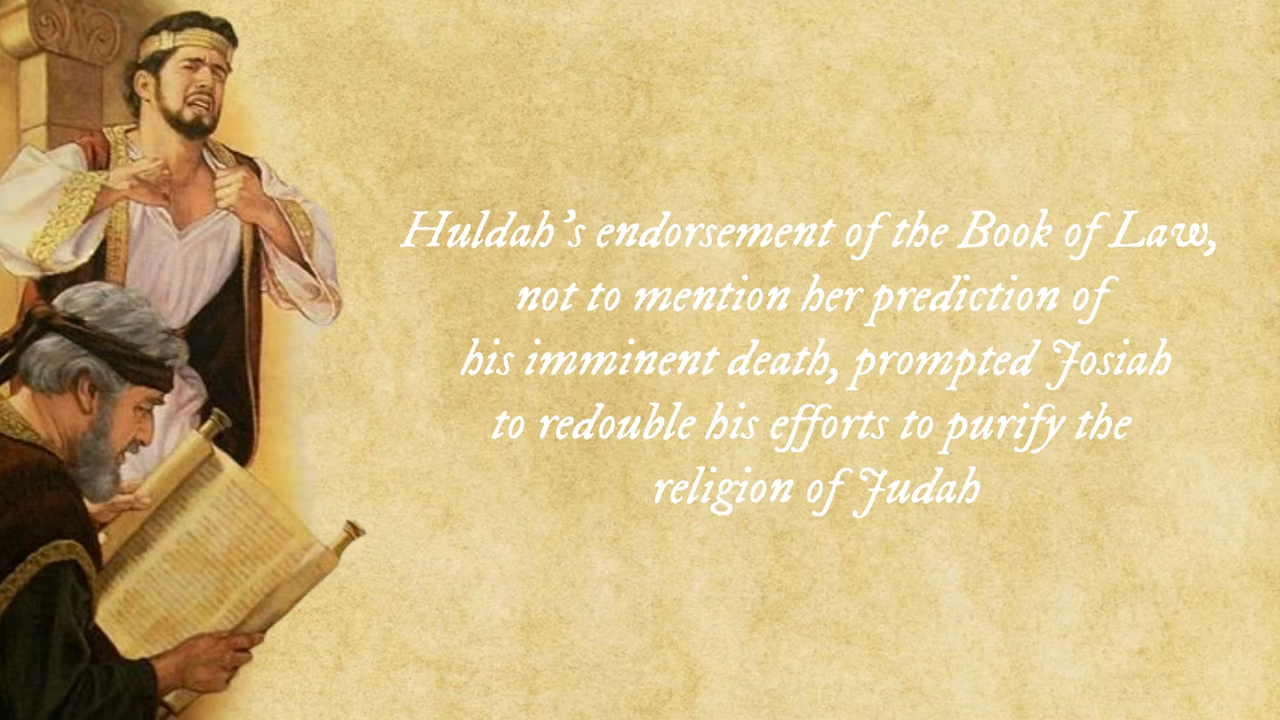 Huldah’s endorsement of the Book of Law,
not to mention her prediction of
his imminent death, prompted Josiah
to redouble his efforts to purify the
religion of Judah